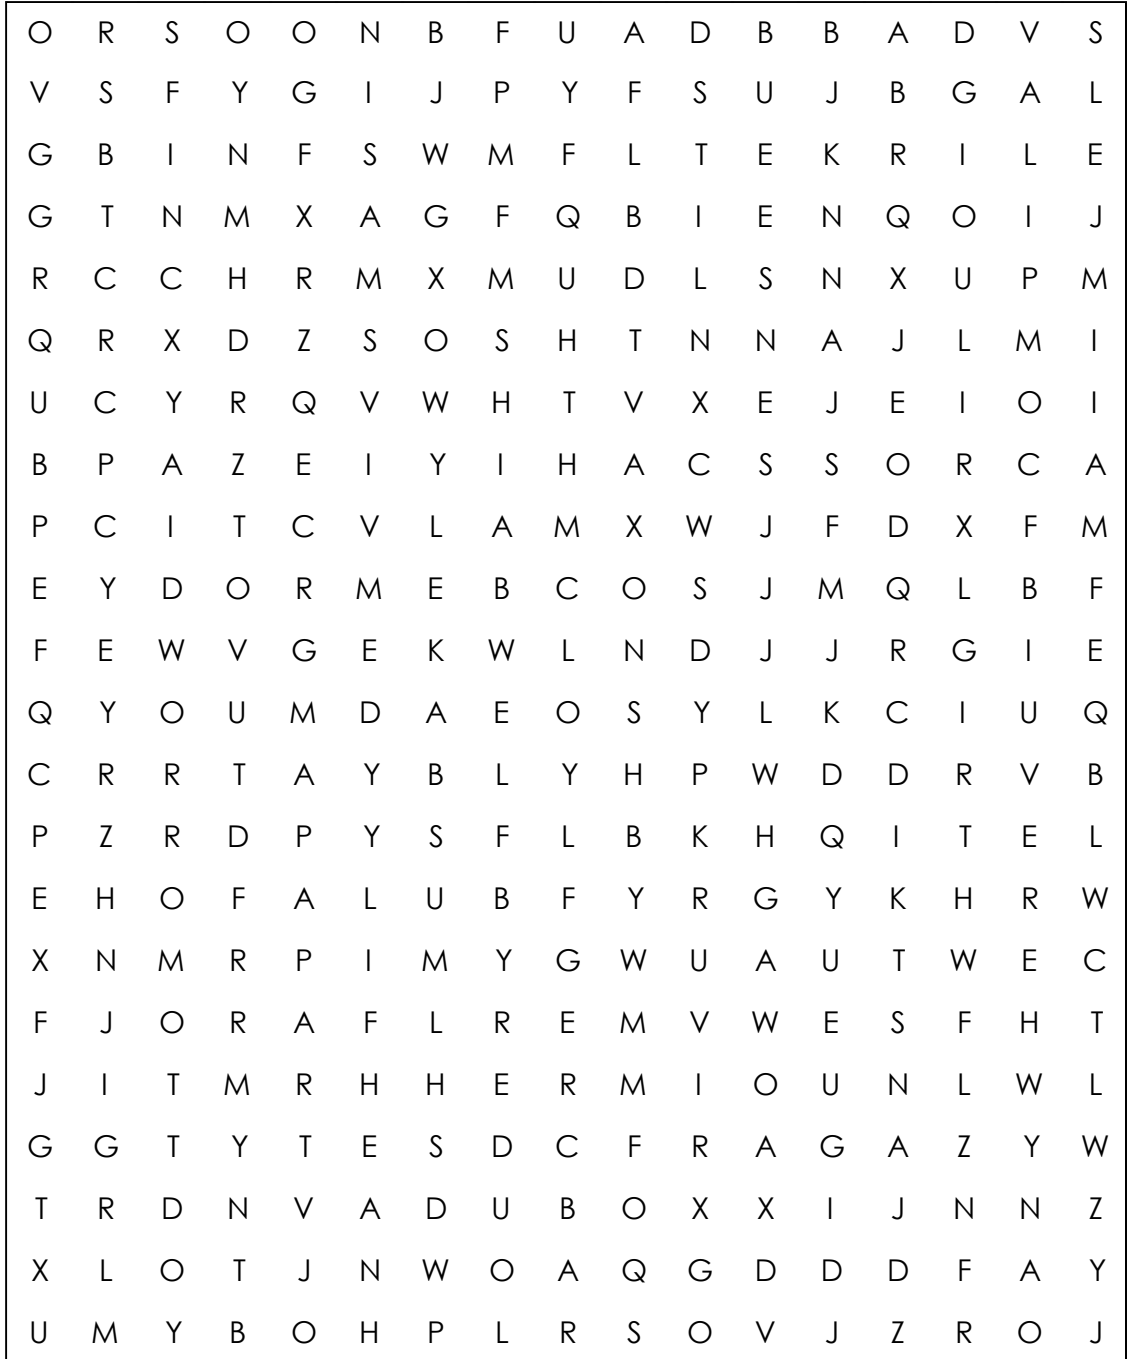 O R S O O N B F U A D B B A D V S
V S F Y G I J P Y F S U J B G A L
G B I N F S W M F L T E K R I L E
G T N M X A G F Q B I E N Q O I J
R C C H R M X M U D L S N X U P M
Q R X D Z S O S H T N N A J L M I
U C Y R Q V W H T V X E J E I O I
B P A Z E I Y I H A C S S O R C A
P C I T C V L A M X W J F D X F M
E Y D O R M E B C O S J M Q L B F
F E W V G E K W L N D J J R G I E
Q Y O U M D A E O S Y L K C I U Q
C R R T A Y B L Y H P W D D R V B
P Z R D P Y S F L B K H Q I T E L
E H O F A L U B F Y R G Y K H R W
X N M R P I M Y G W U A U T W E C
F J O R A F L R E M V W E S F H T
J I T M R H H E R M I O U N L W L
G G T Y T E S D C F R A G A Z Y W
T R D N V A D U B O X X I J N N Z
X L O T J N W O A Q G D D D F A Y
U M Y B O H P L R S O V J Z R O J